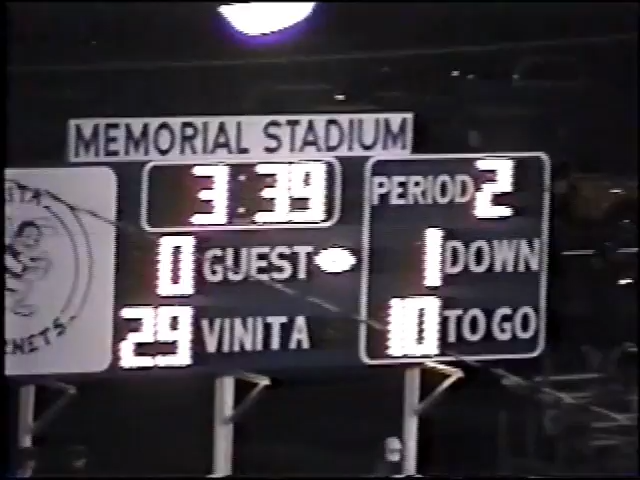 MEMORIAL STADIUM
3:39
PERIOD 2
0 GUEST
1 DOWN
29 VINITA
10 TO GO